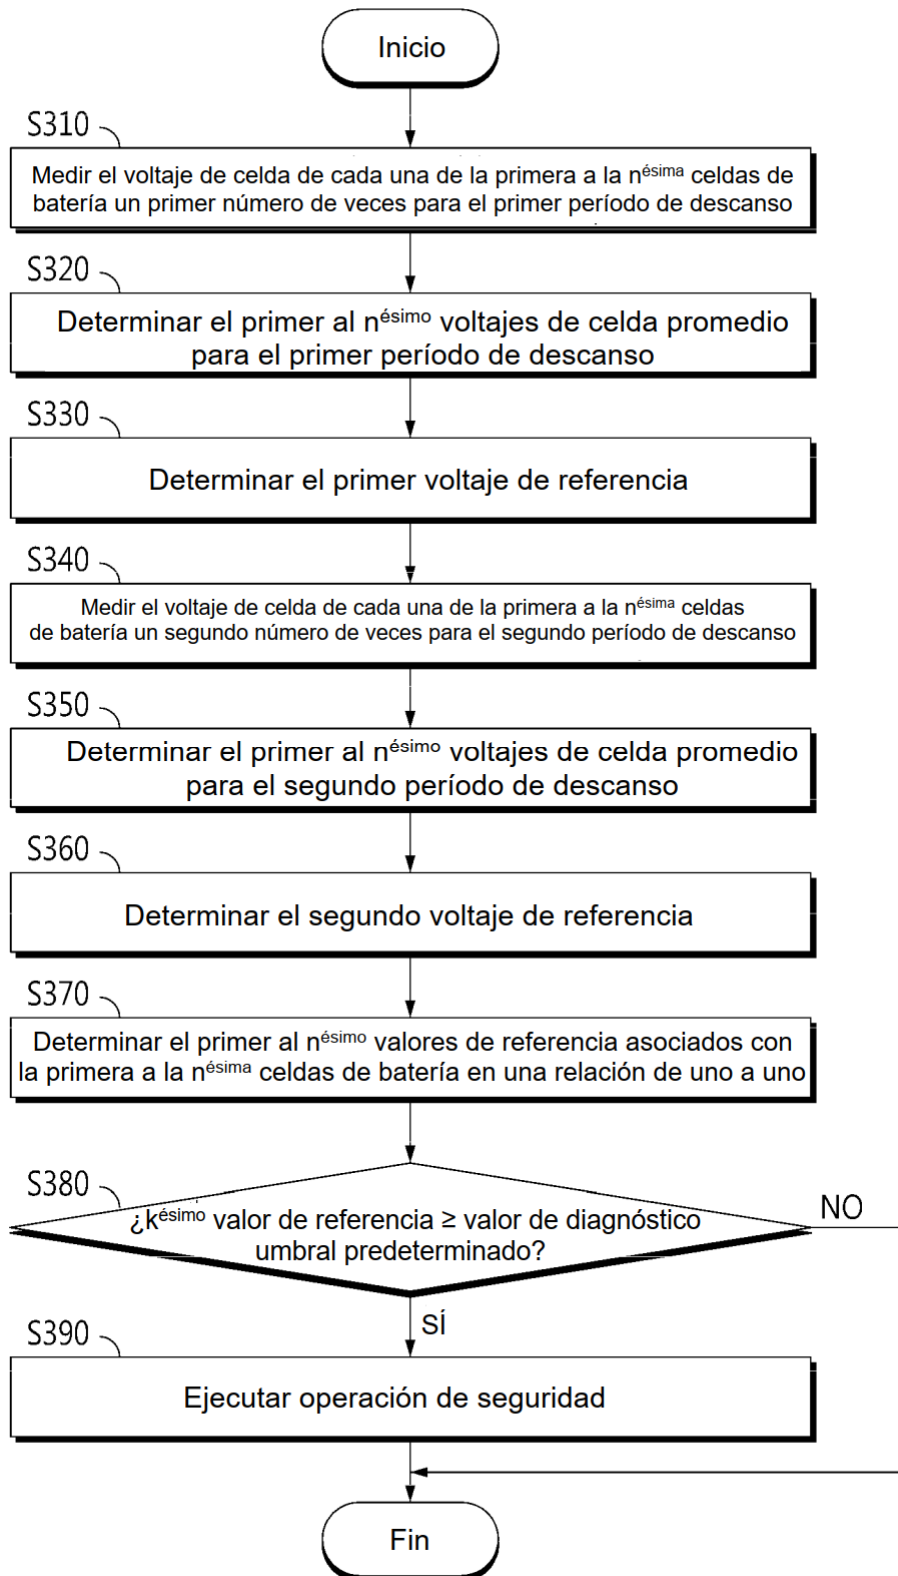 Inicio
S310
Medir el voltaje de celda de cada una de la primera a la nésima celdas de
batería un primer número de veces para el primer período de descanso
S320
Determinar el primer al nésimo voltajes de celda promedio
para el primer período de descanso
S330
Determinar el primer voltaje de referencia
S340
Medir el voltaje de celda de cada una de la primera a la nésima celdas
de batería un segundo número de veces para el segundo período de descanso
S350
Determinar el primer al nésimo voltajes de celda promedio
para el segundo período de descanso
S360
Determinar el segundo voltaje de referencia
S370
Determinar el primer al nésimo valores de referencia asociados con
la primera a la nésima celdas de batería en una relación de uno a uno
S380
¿késimo valor de referencia ≥ valor de diagnóstico
umbral predeterminado?
NO
SÍ
S390
Ejecutar operación de seguridad
Fin